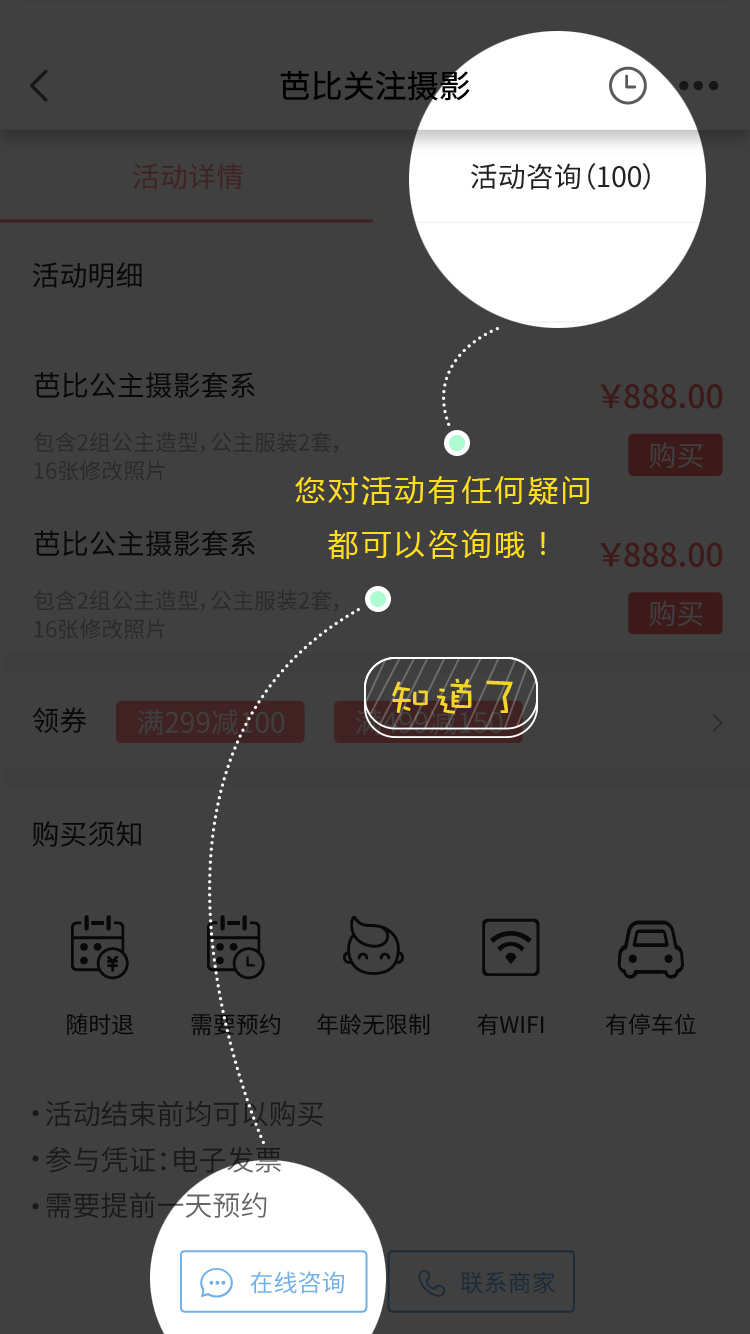 芭比关注摄影
活动详情
活动咨询(100)
活动明细
芭比公主摄影套系
¥888.00
包含2组公主造型,公主服装2套,
16张修改照片
购买
您对活动有任何疑问
都可以咨询哦！
芭比公主摄影套系
¥888.00
包含2组公主造型,公主服装2套,
16张修改照片
购买
知道了
领券
满299减100
满499减150
购买须知
¥
随时退
需要预约
年龄无限制
有WIFI
有停车位
•活动结束前均可以购买
•参与凭证:电子发票
•需要提前一天预约
在线咨询
联系商家